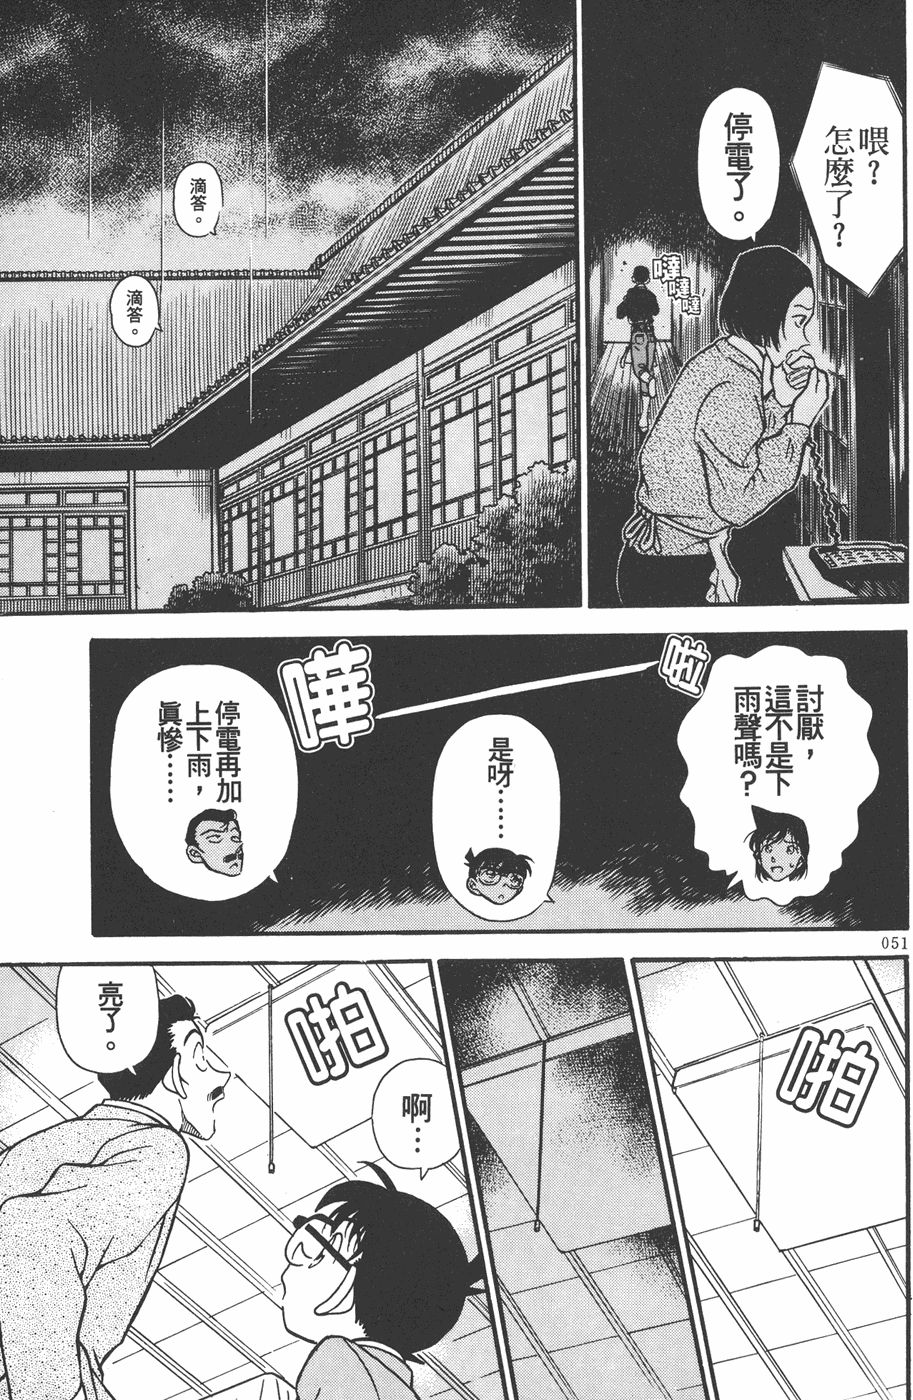 喂?
怎麼了?
停電了。
噠噠噠
滴答。
滴答。
討厭,
這不是下
雨聲嗎?
啦
是呀……
嘩
停電再加
上下雨,
眞慘……
051
啪
啪
啊…
亮了。